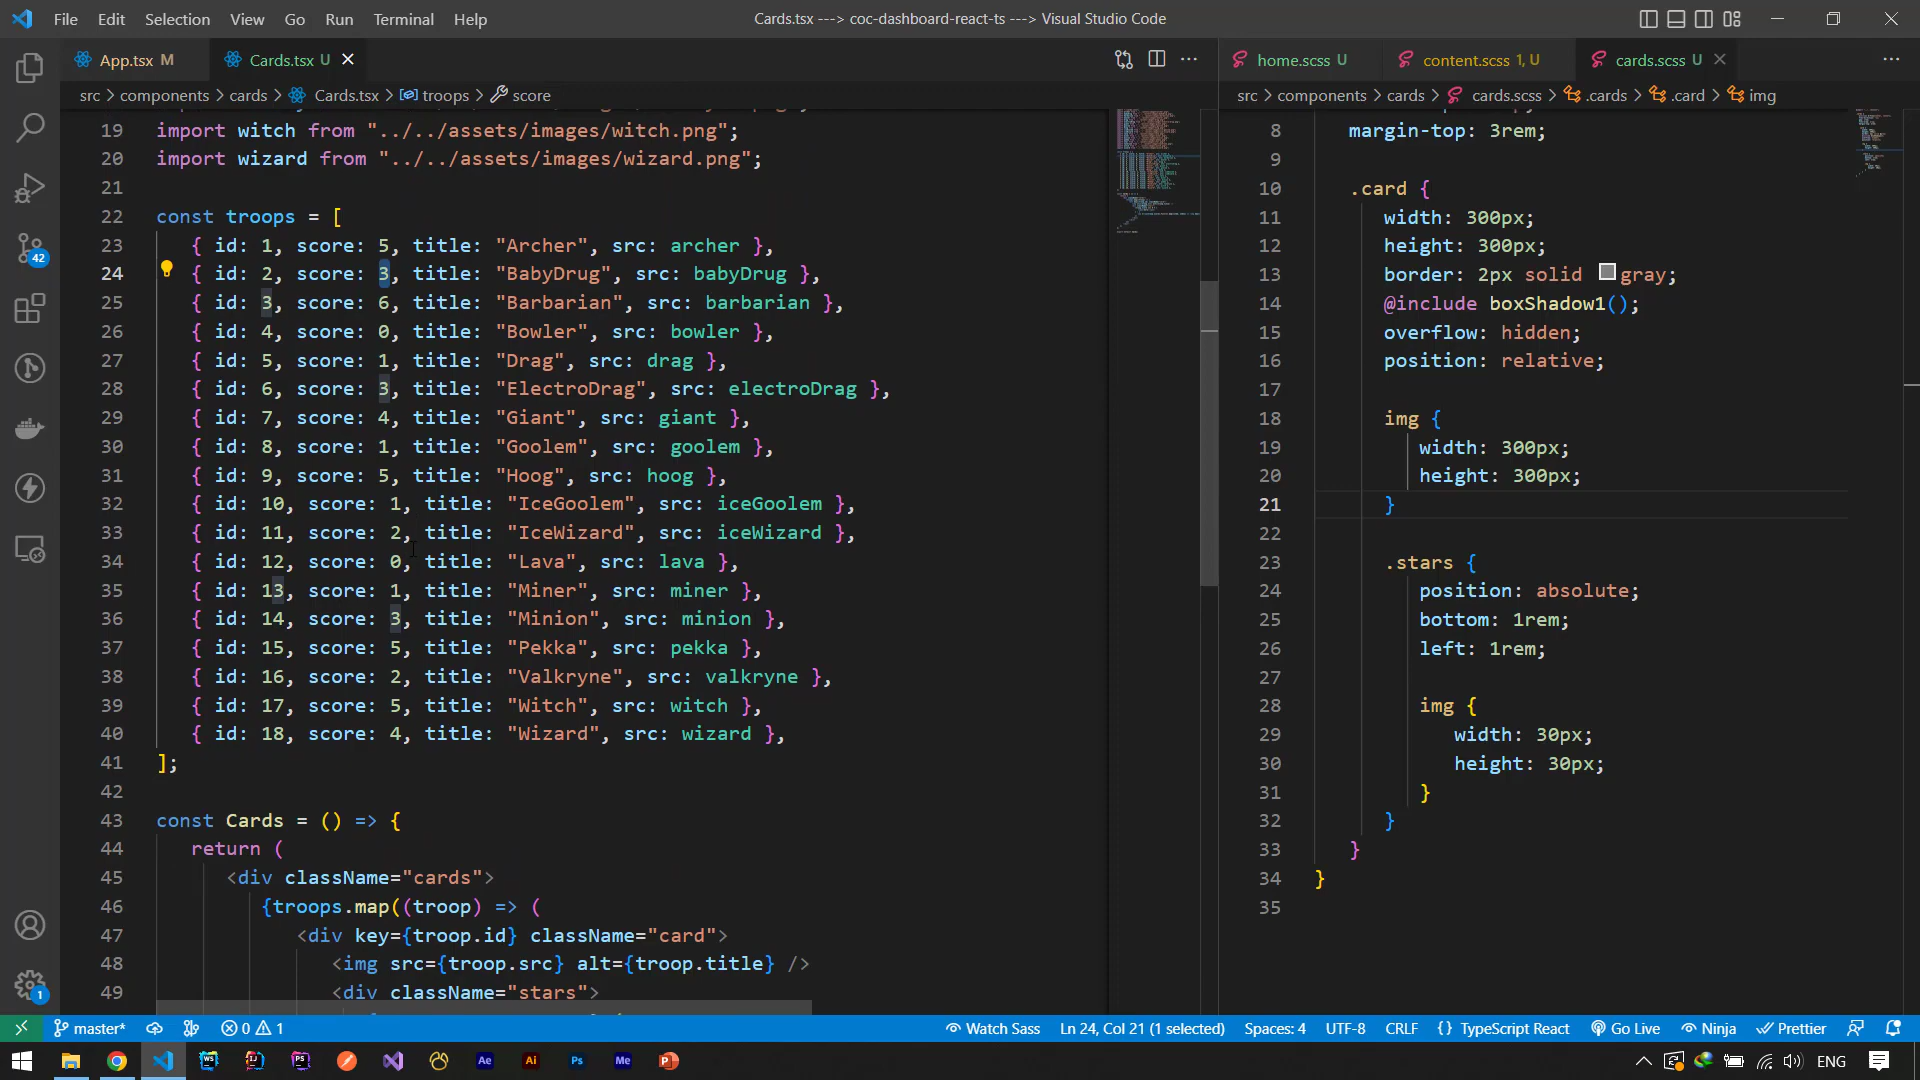 File Edit Selection View Go Run Terminal Help
Cards.tsx ---> coc-dashboard-react-ts ---> Visual Studio Code
App.tsx M
Cards.tsx U
home.scss U
content.scss 1, U
cards.scss U
src > components > cards > Cards.tsx > troops > score
src > components > cards > cards.scss > .cards > .card > img
19 import witch from "../../assets/images/witch.png";
20 import wizard from "../../assets/images/wizard.png";
21
22 const troops = [
23 { id: 1, score: 5, title: "Archer", src: archer },
24 { id: 2, score: 3, title: "BabyDrug", src: babyDrug },
25 { id: 3, score: 6, title: "Barbarian", src: barbarian },
26 { id: 4, score: 0, title: "Bowler", src: bowler },
27 { id: 5, score: 1, title: "Drag", src: drag },
28 { id: 6, score: 3, title: "ElectroDrag", src: electroDrag },
29 { id: 7, score: 4, title: "Giant", src: giant },
30 { id: 8, score: 1, title: "Goolem", src: goolem },
31 { id: 9, score: 5, title: "Hoog", src: hoog },
32 { id: 10, score: 1, title: "IceGoolem", src: iceGoolem },
33 { id: 11, score: 2, title: "IceWizard", src: iceWizard },
34 { id: 12, score: 0, title: "Lava", src: lava },
35 { id: 13, score: 1, title: "Miner", src: miner },
36 { id: 14, score: 3, title: "Minion", src: minion },
37 { id: 15, score: 5, title: "Pekka", src: pekka },
38 { id: 16, score: 2, title: "Valkryne", src: valkryne },
39 { id: 17, score: 5, title: "Witch", src: witch },
40 { id: 18, score: 4, title: "Wizard", src: wizard },
41 ];
42
43 const Cards = () => {
44 return (
45 <div className="cards">
46 {troops.map((troop) => (
47 <div key={troop.id} className="card">
48 <img src={troop.src} alt={troop.title} />
49 <div className="stars">
8 margin-top: 3rem;
9
10 .card {
11 width: 300px;
12 height: 300px;
13 border: 2px solid gray;
14 @include boxShadow1();
15 overflow: hidden;
16 position: relative;
17
18 img {
19 width: 300px;
20 height: 300px;
21 }
22
23 .stars {
24 position: absolute;
25 bottom: 1rem;
26 left: 1rem;
27
28 img {
29 width: 30px;
30 height: 30px;
31 }
32 }
33 }
34 }
35
42
1
master* 0 1 Watch Sass Ln 24, Col 21 (1 selected) Spaces: 4 UTF-8 CRLF {} TypeScript React Go Live Ninja Prettier
WS IJ PS Ae Ai Ps Me P ENG